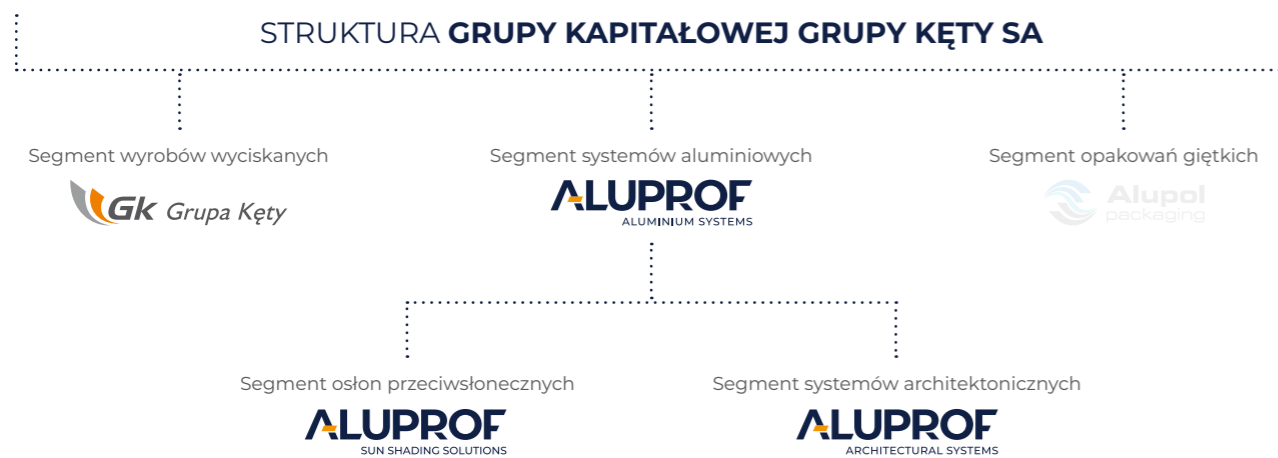 STRUKTURA GRUPY KAPITAŁOWEJ GRUPY KĘTY SA
Segment wyrobów wyciskanych
Gk Grupa Kęty
Segment systemów aluminiowych
ALUPROF
ALUMINIUM SYSTEMS
Segment opakowań giętkich
Alupol
packaging
Segment osłon przeciwsłonecznych
ALUPROF
SUN SHADING SOLUTIONS
Segment systemów architektonicznych
ALUPROF
ARCHITECTURAL SYSTEMS